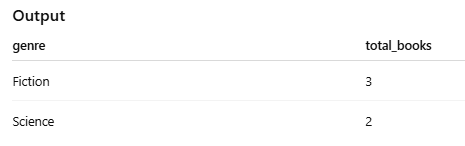 Output
genre total_books
Fiction 3
Science 2